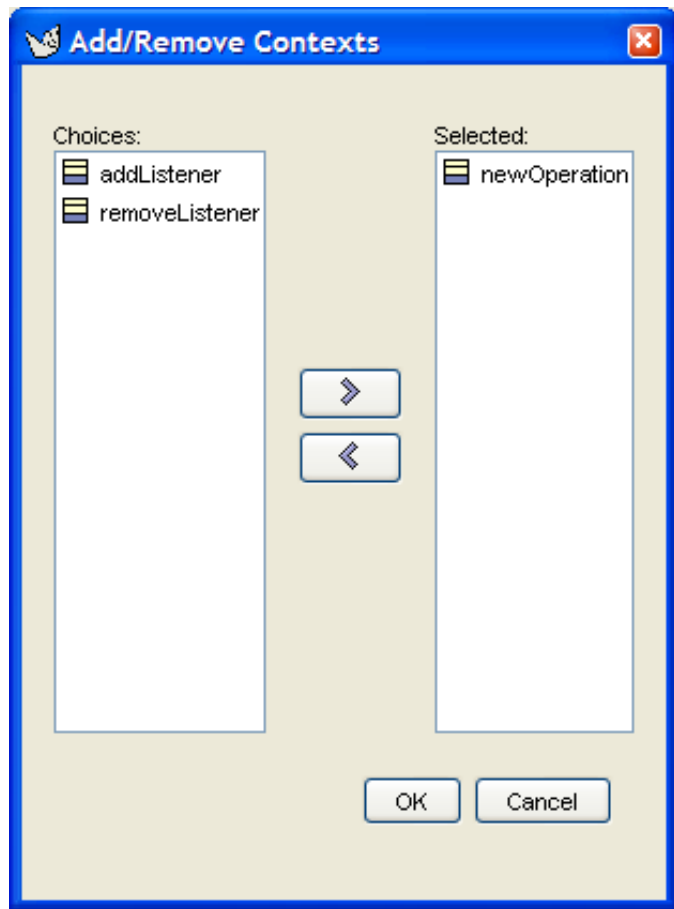 Add/Remove Contexts
Choices:
addListener
removeListener
Selected:
newOperation
OK
Cancel